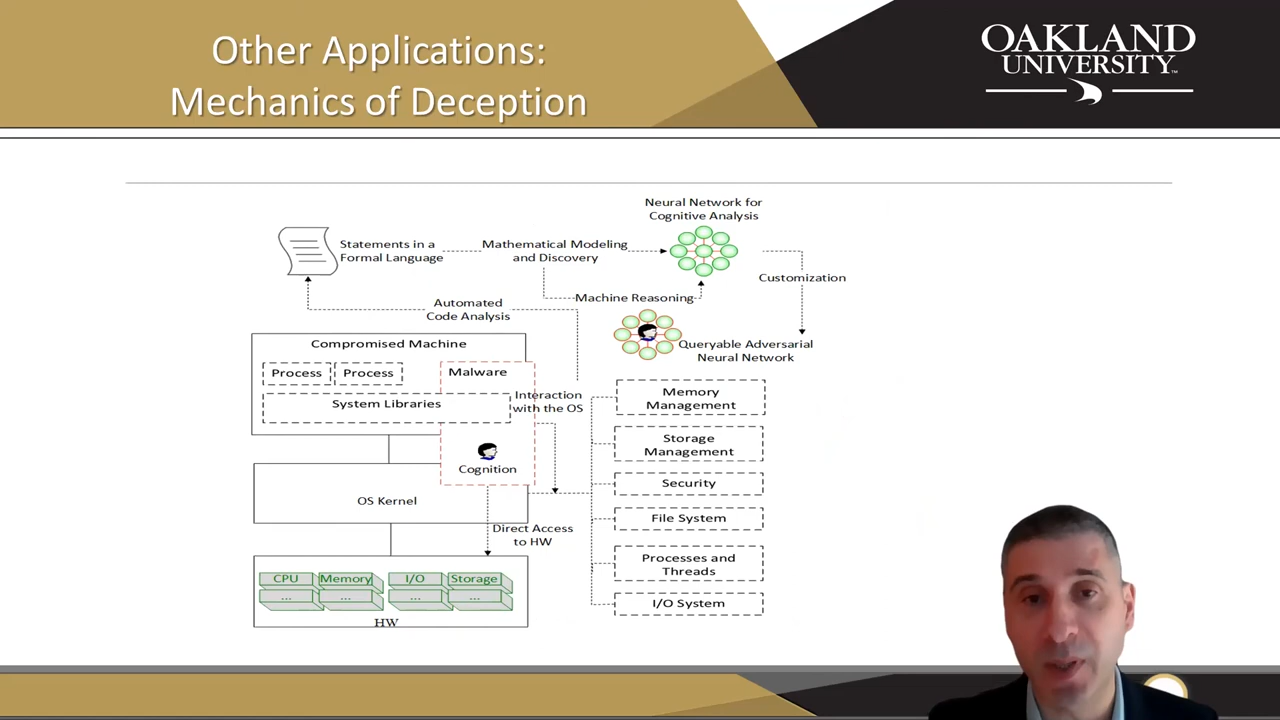 Other Applications:
Mechanics of Deception
OAKLAND
UNIVERSITY™
Neural Network for
Cognitive Analysis
Statements in a
Formal Language
Mathematical Modeling
and Discovery
Customization
Machine Reasoning
Automated
Code Analysis
Queryable Adversarial
Neural Network
Compromised Machine
Process
Process
Malware
System Libraries
Interaction
with the OS
Cognition
OS Kernel
Direct Access
to HW
CPU
Memory
I/O
Storage
...
...
...
...
HW
Memory
Management
Storage
Management
Security
File System
Processes and
Threads
I/O System